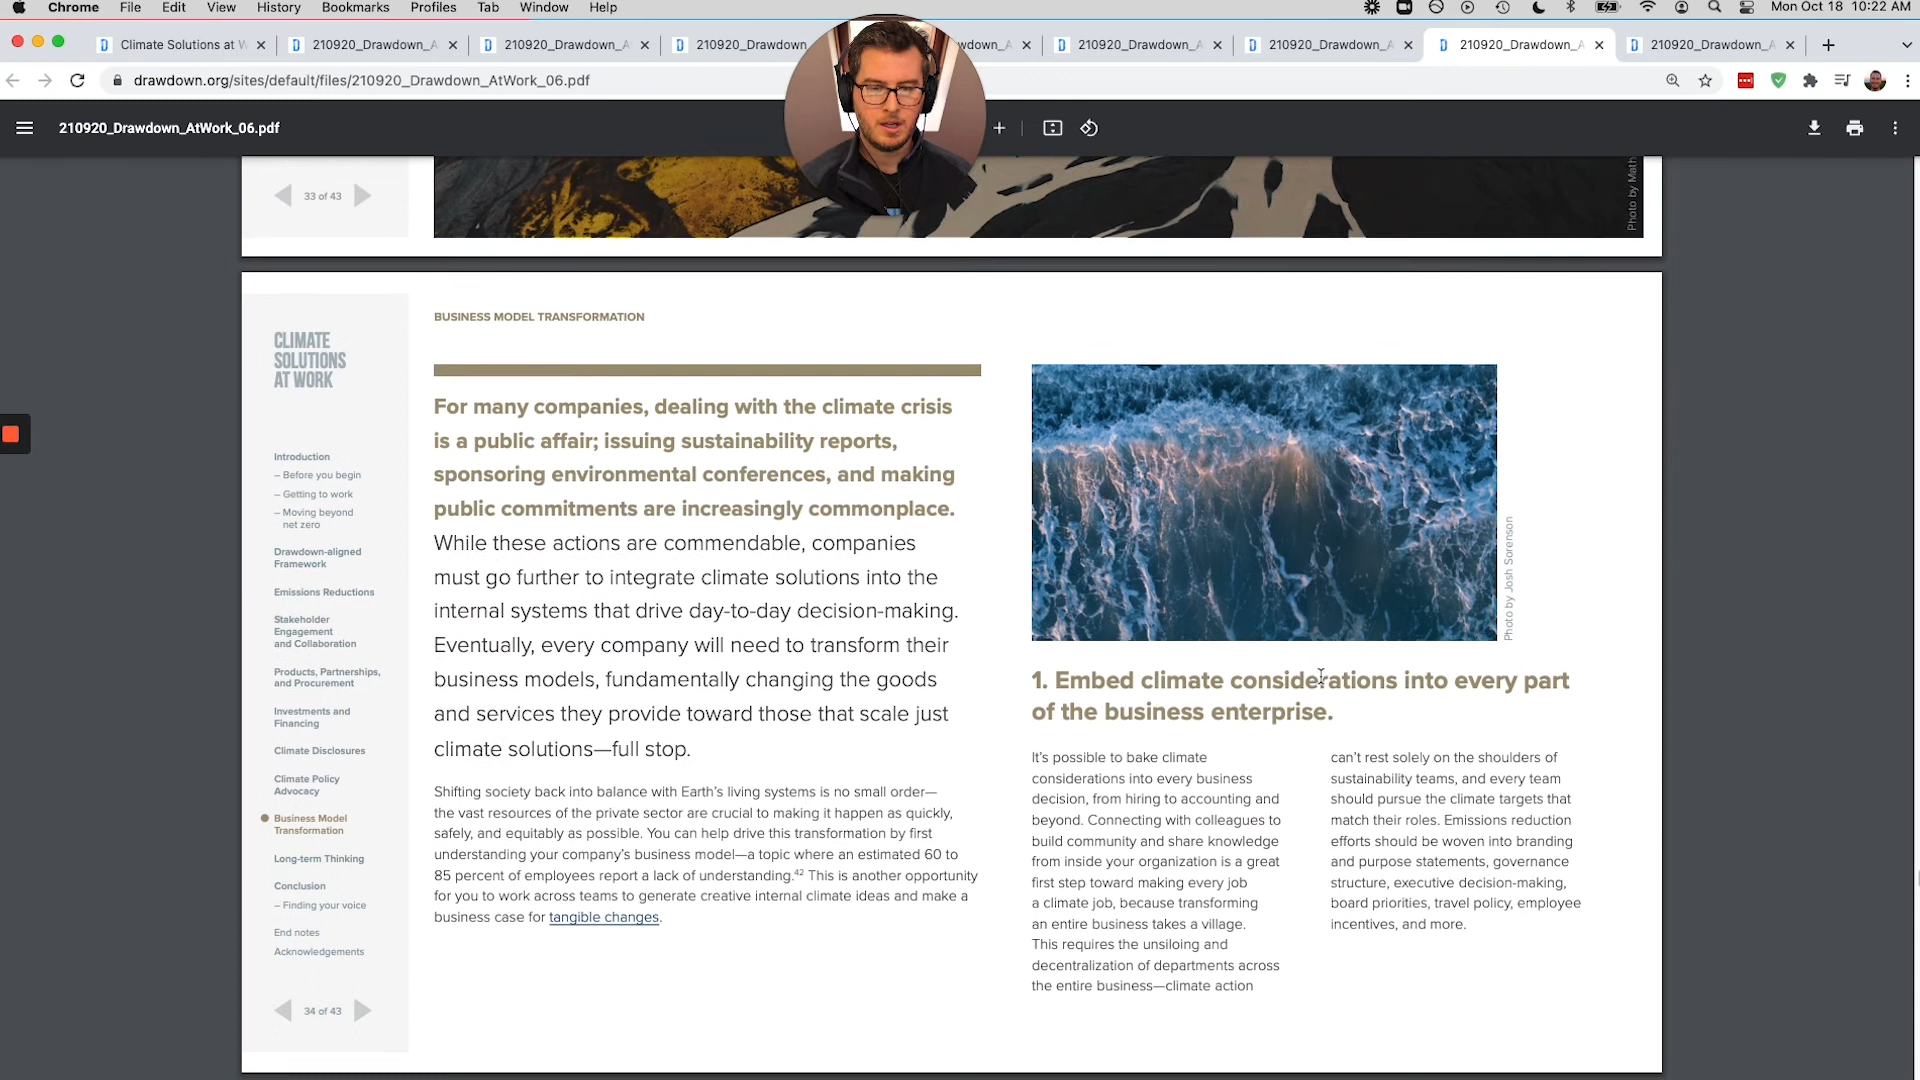 Chrome File Edit View History Bookmarks Profiles Tab Window Help
Mon Oct 18 10:22 AM
Climate Solutions at W
210920_Drawdown_A
210920_Drawdown_A
210920_Drawdown
wdown_A
210920_Drawdown_A
210920_Drawdown_A
210920_Drawdown_A
210920_Drawdown_A
drawdown.org/sites/default/files/210920_Drawdown_AtWork_06.pdf
210920_Drawdown_AtWork_06.pdf
33 of 43
Photo by Math
CLIMATE
SOLUTIONS
AT WORK
Introduction
– Before you begin
– Getting to work
– Moving beyond
net zero
Drawdown-aligned
Framework
Emissions Reductions
Stakeholder
Engagement
and Collaboration
Products, Partnerships,
and Procurement
Investments and
Financing
Climate Disclosures
Climate Policy
Advocacy
Business Model
Transformation
Long-term Thinking
Conclusion
– Finding your voice
End notes
Acknowledgements
34 of 43
BUSINESS MODEL TRANSFORMATION
For many companies, dealing with the climate crisis
is a public affair; issuing sustainability reports,
sponsoring environmental conferences, and making
public commitments are increasingly commonplace.
While these actions are commendable, companies
must go further to integrate climate solutions into the
internal systems that drive day-to-day decision-making.
Eventually, every company will need to transform their
business models, fundamentally changing the goods
and services they provide toward those that scale just
climate solutions—full stop.
Shifting society back into balance with Earth's living systems is no small order—
the vast resources of the private sector are crucial to making it happen as quickly,
safely, and equitably as possible. You can help drive this transformation by first
understanding your company's business model—a topic where an estimated 60 to
85 percent of employees report a lack of understanding.42 This is another opportunity
for you to work across teams to generate creative internal climate ideas and make a
business case for tangible changes.
Photo by Josh Sorenson
1. Embed climate considerations into every part
of the business enterprise.
It's possible to bake climate
considerations into every business
decision, from hiring to accounting and
beyond. Connecting with colleagues to
build community and share knowledge
from inside your organization is a great
first step toward making every job
a climate job, because transforming
an entire business takes a village.
This requires the unsiloing and
decentralization of departments across
the entire business—climate action
can't rest solely on the shoulders of
sustainability teams, and every team
should pursue the climate targets that
match their roles. Emissions reduction
efforts should be woven into branding
and purpose statements, governance
structure, executive decision-making,
board priorities, travel policy, employee
incentives, and more.